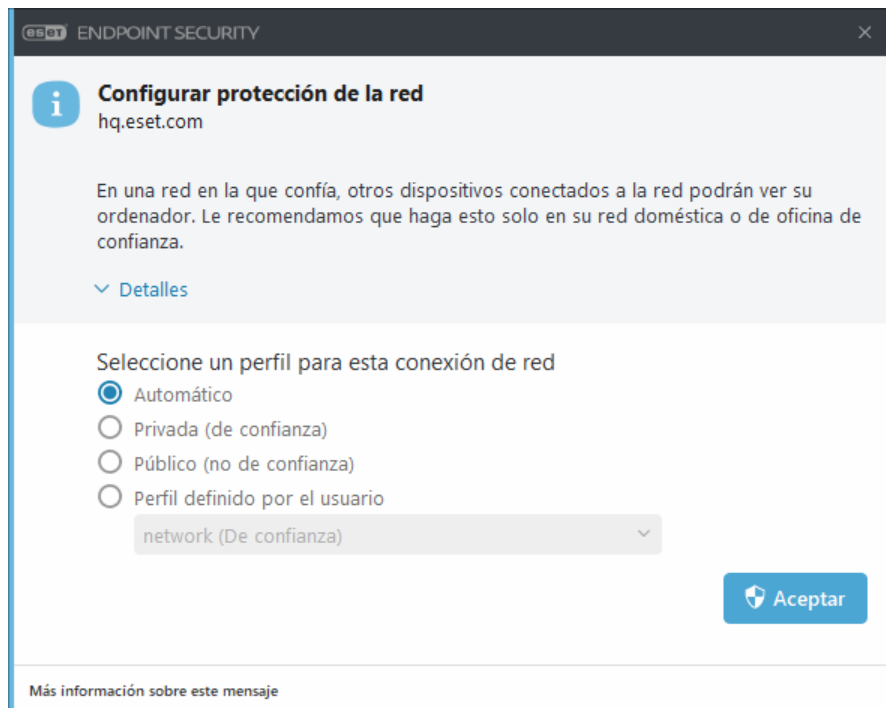 eset ENDPOINT SECURITY
Configurar protección de la red
hq.eset.com
En una red en la que confía, otros dispositivos conectados a la red podrán ver su
ordenador. Le recomendamos que haga esto solo en su red doméstica o de oficina de
confianza.
Detalles
Seleccione un perfil para esta conexión de red
Automático
Privada (de confianza)
Público (no de confianza)
Perfil definido por el usuario
network (De confianza)
Aceptar
Más información sobre este mensaje